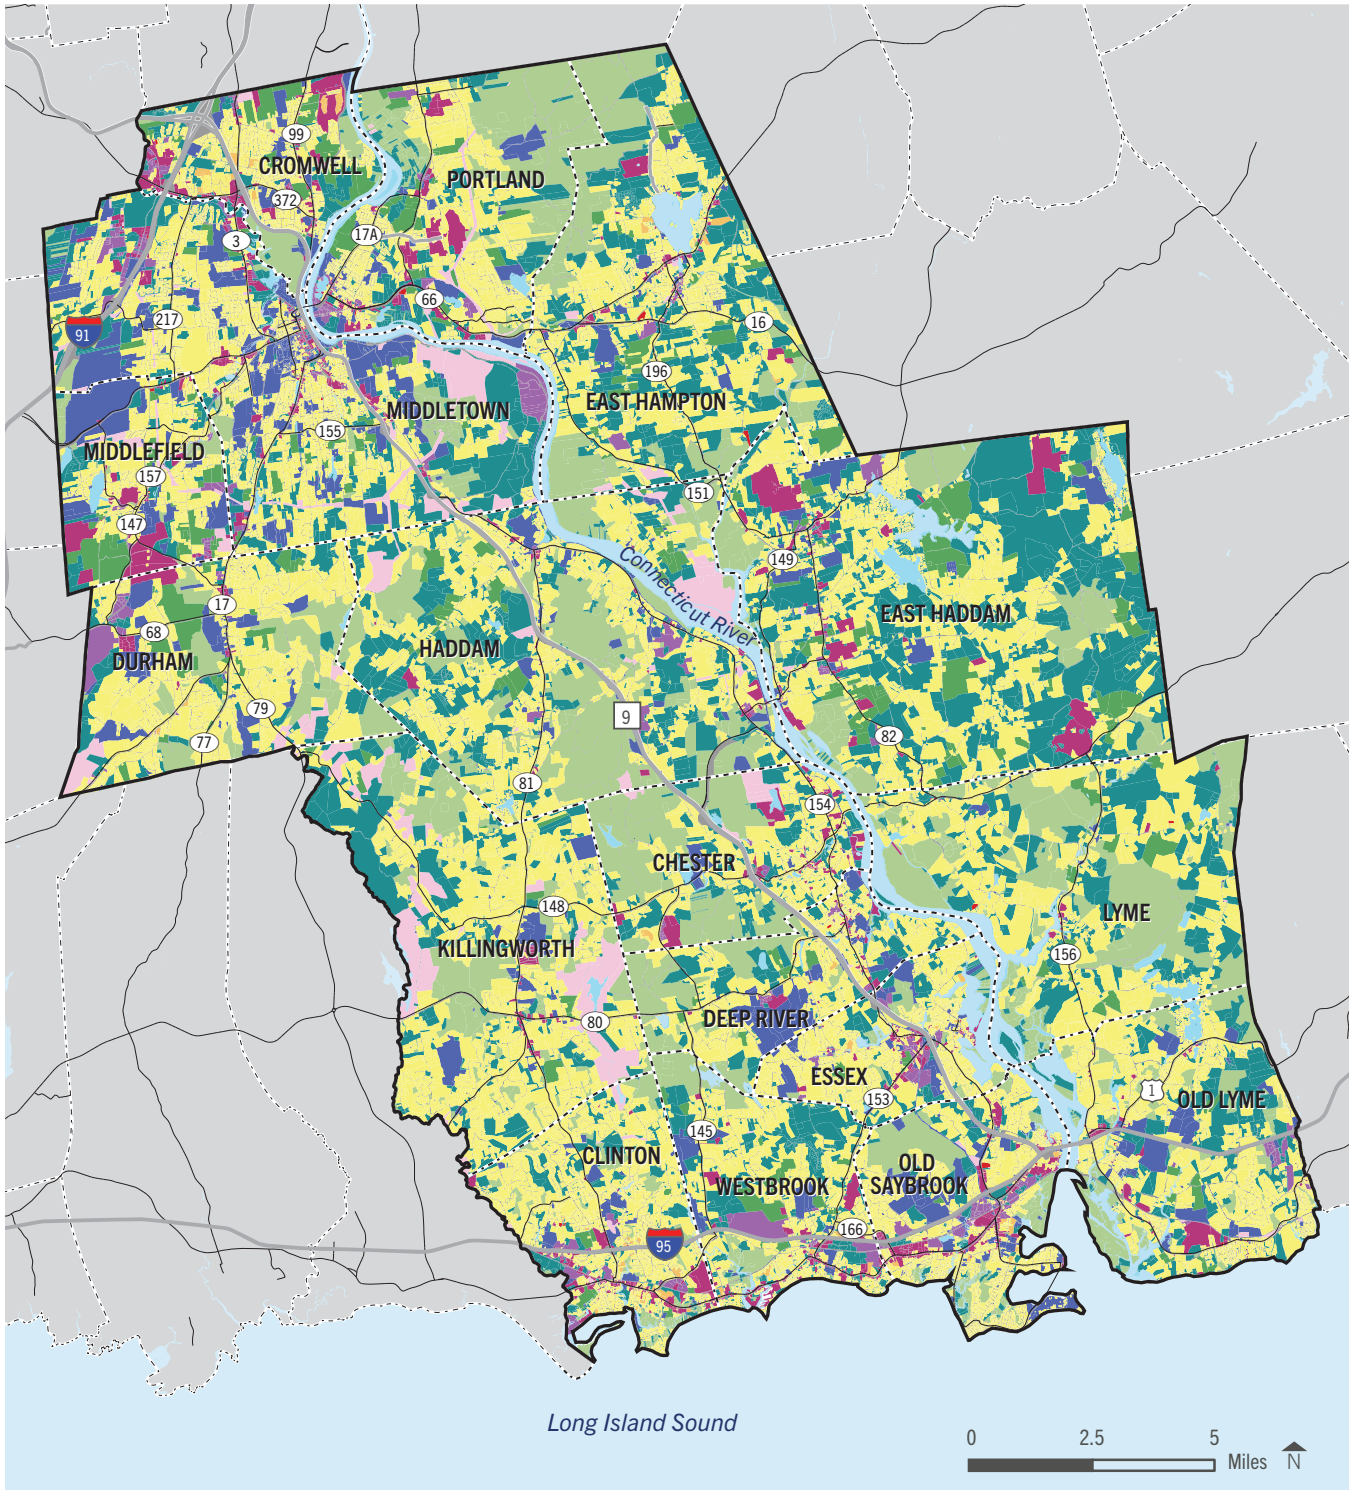 99
CROMWELL
PORTLAND
372
17A
3
66
217
16
91
196
MIDDLETOWN
EAST HAMPTON
155
MIDDLEFIELD
157
151
147
149
Connecticut River
17
EAST HADDAM
68
HADDAM
DURHAM
79
9
82
77
81
154
CHESTER
148
LYME
KILLINGWORTH
156
80
DEEP RIVER
ESSEX
1
OLD LYME
153
145
CLINTON
OLD
SAYBROOK
WESTBROOK
166
95
Long Island Sound
0 2.5 5
Miles N